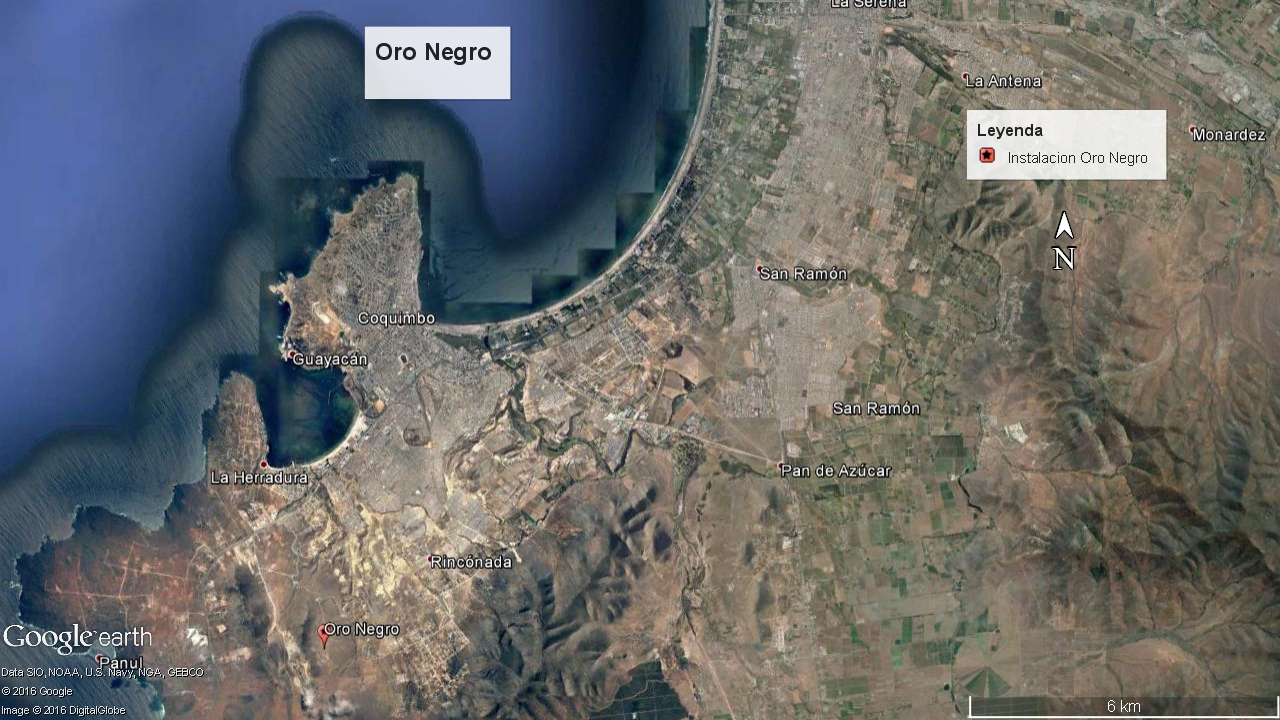 La Serena
Oro Negro
La Antena
Leyenda
Monardez
Instalacion Oro Negro
N
San Ramón
Coquimbo
Guayacán
San Ramón
Pan de Azúcar
La Herradura
Rincónada
Oro Negro
Google earth
Panul
Data SIO, NOAA, U.S. Navy, NGA, GEBCO
© 2016 Google
Image © 2016 DigitalGlobe
6 km